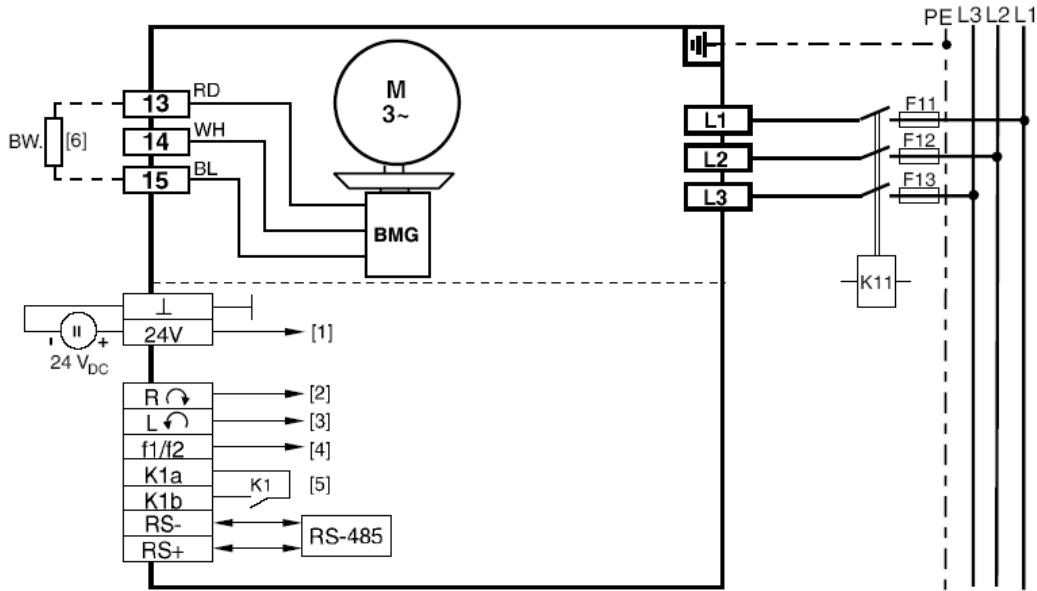 PE L3 L2 L1
M
3~
13 RD
14 WH
15 BL
BW. [6]
BMG
L1
L2
L3
F11
F12
F13
K11
⊥
24V
[1]
- +
24 VDC
R
[2]
L
[3]
f1/f2
[4]
K1a
K1
[5]
K1b
RS-
RS+
RS-485